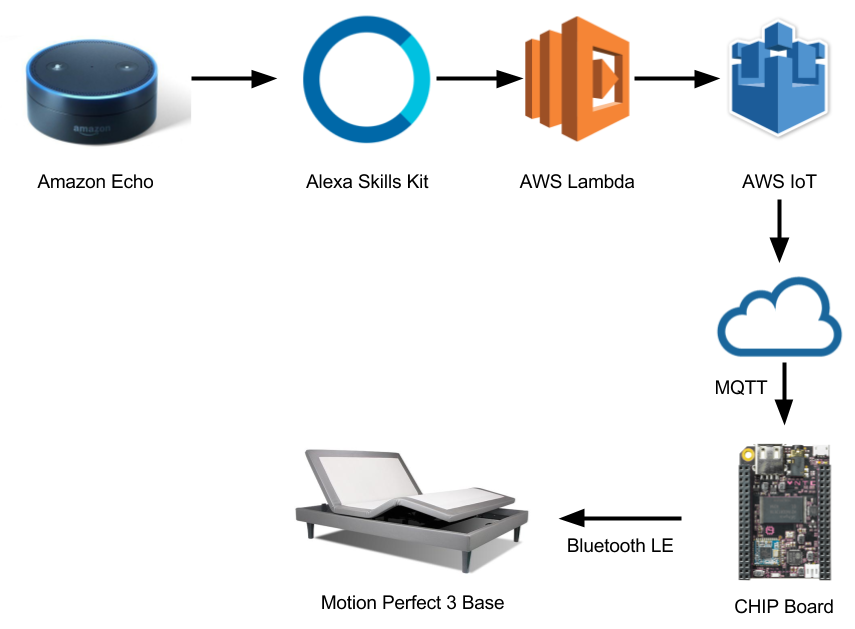 amazon
Amazon Echo
Alexa Skills Kit
AWS Lambda
AWS IoT
MQTT
Bluetooth LE
Motion Perfect 3 Base
CHIP Board